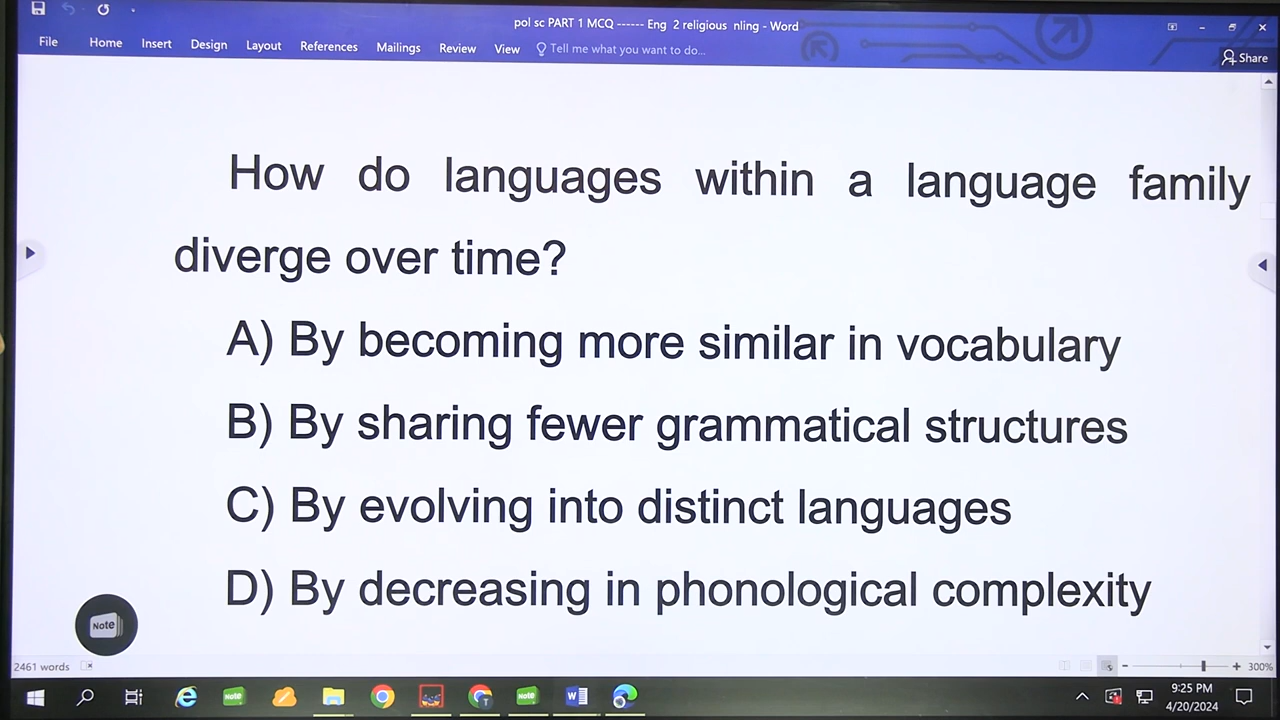 pol sc PART 1 MCQ ------ Eng 2 religious nling - Word
File Home Insert Design Layout References Mailings Review View Tell me what you want to do... Share
How do languages within a language family
diverge over time?
A) By becoming more similar in vocabulary
B) By sharing fewer grammatical structures
C) By evolving into distinct languages
D) By decreasing in phonological complexity
Note
2461 words
300%
Note
Note
9:25 PM
4/20/2024